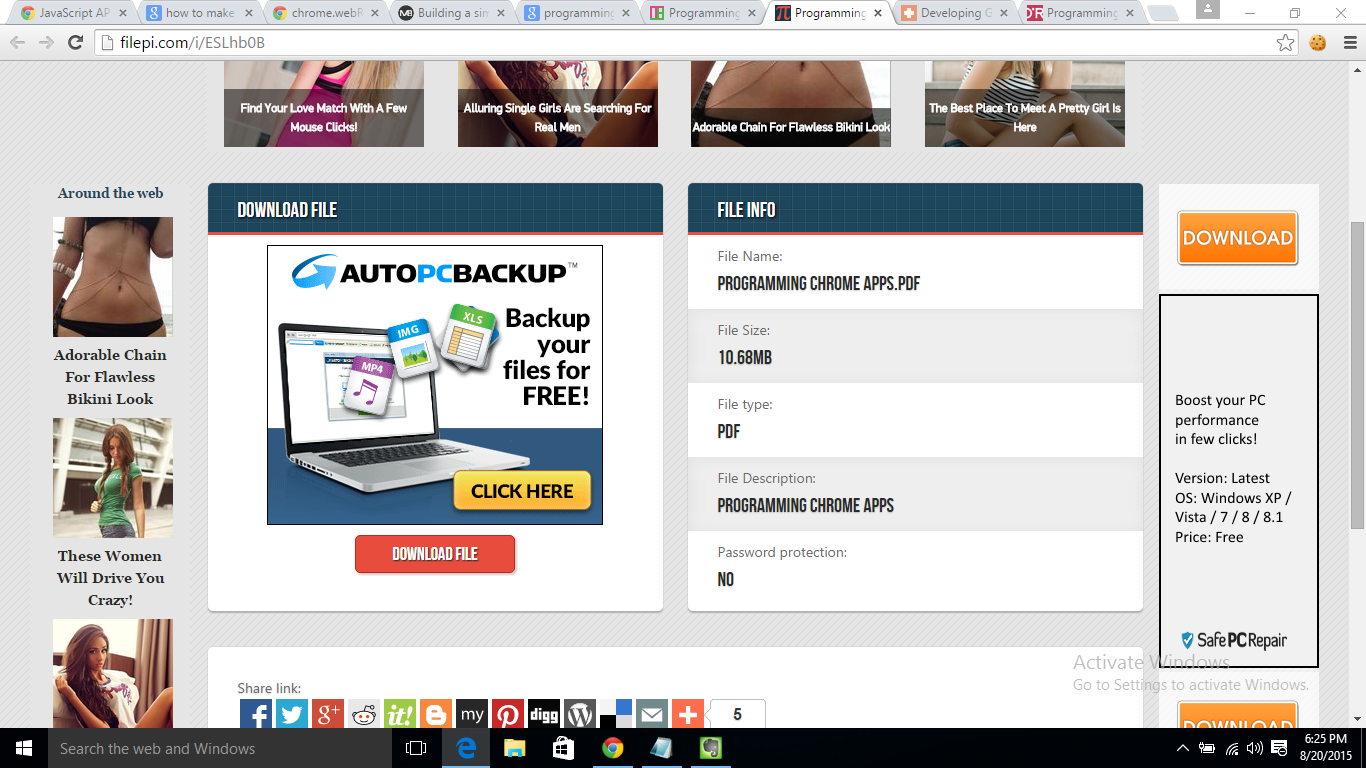 JavaScript AP
how to make
chrome.webR
Building a sin
programming
Programming
Programming
Developing G
Programming
filepi.com/i/ESLhb0B
Find Your Love Match With A Few
Mouse Clicks!
Alluring Single Girls Are Searching For
Real Men
Adorable Chain For Flawless Bikini Look
The Best Place To Meet A Pretty Girl Is
Here
Around the web
Adorable Chain
For Flawless
Bikini Look
These Women
Will Drive You
Crazy!
DOWNLOAD FILE
AUTOPCBACKUP™
Backup
your
files for
FREE!
IMG
XLS
MP4
CLICK HERE
DOWNLOAD FILE
FILE INFO
File Name:
PROGRAMMING CHROME APPS.PDF
File Size:
10.68MB
File type:
PDF
File Description:
PROGRAMMING CHROME APPS
Password protection:
NO
DOWNLOAD
Boost your PC
performance
in few clicks!
Version: Latest
OS: Windows XP /
Vista / 7 / 8 / 8.1
Price: Free
SafePCRepair
Activate Windows
Go to Settings to activate Windows.
DOWNLOAD
Share link:
g+
it!
my
digg
5
Search the web and Windows
6:25 PM
8/20/2015